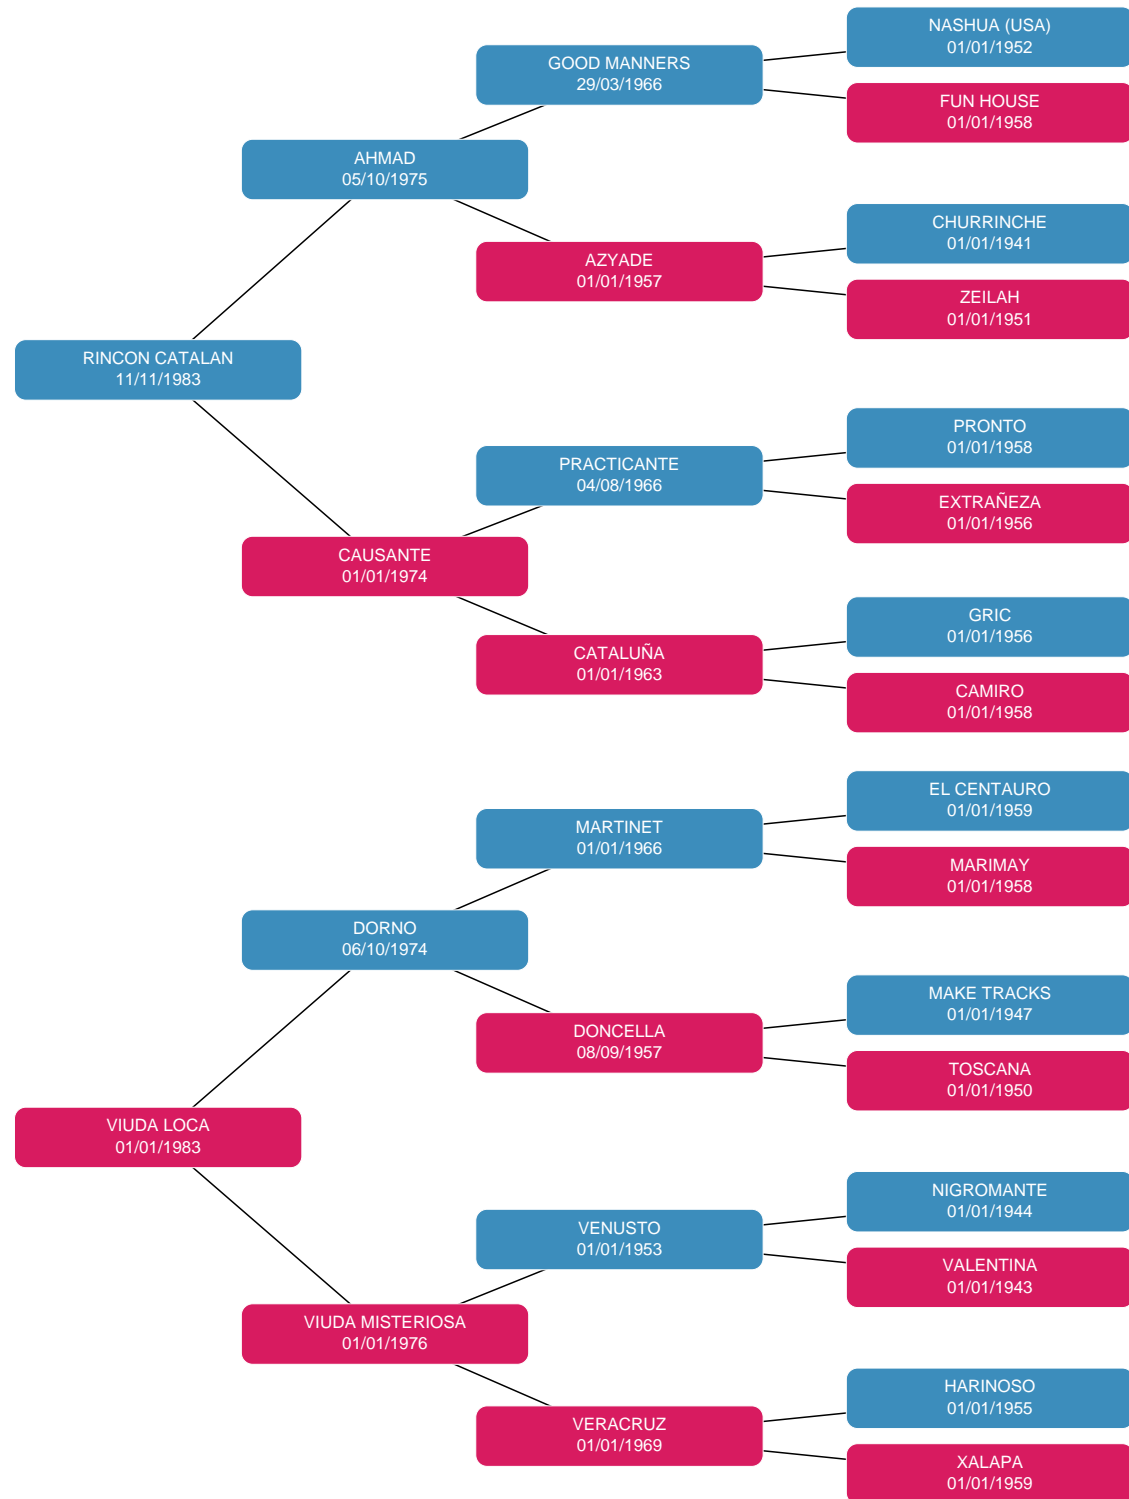 NASHUA (USA)
01/01/1952
GOOD MANNERS
29/03/1966
FUN HOUSE
01/01/1958
AHMAD
05/10/1975
CHURRINCHE
01/01/1941
AZYADE
01/01/1957
ZEILAH
01/01/1951
RINCON CATALAN
11/11/1983
PRONTO
01/01/1958
PRACTICANTE
04/08/1966
EXTRAÑEZA
01/01/1956
CAUSANTE
01/01/1974
GRIC
01/01/1956
CATALUÑA
01/01/1963
CAMIRO
01/01/1958
EL CENTAURO
01/01/1959
MARTINET
01/01/1966
MARIMAY
01/01/1958
DORNO
06/10/1974
MAKE TRACKS
01/01/1947
DONCELLA
08/09/1957
TOSCANA
01/01/1950
VIUDA LOCA
01/01/1983
NIGROMANTE
01/01/1944
VENUSTO
01/01/1953
VALENTINA
01/01/1943
VIUDA MISTERIOSA
01/01/1976
HARINOSO
01/01/1955
VERACRUZ
01/01/1969
XALAPA
01/01/1959